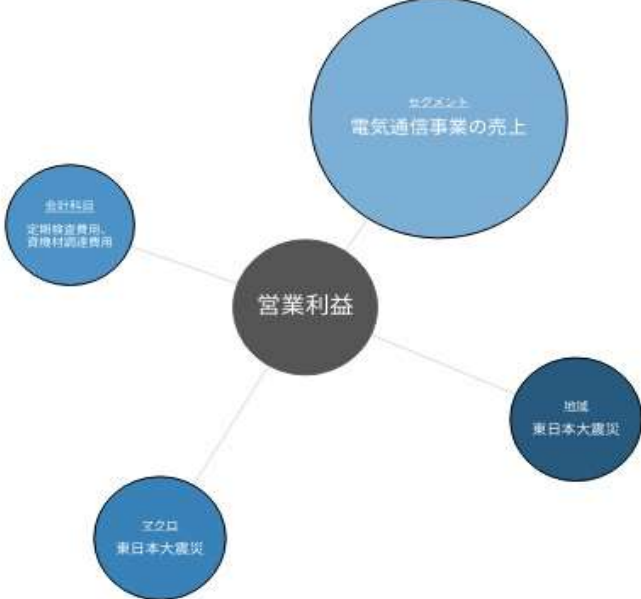 セグメント
電気通信事業の売上
会計科目
定期検査費用、
資機材調達費用
営業利益
地域
東日本大震災
マクロ
東日本大震災